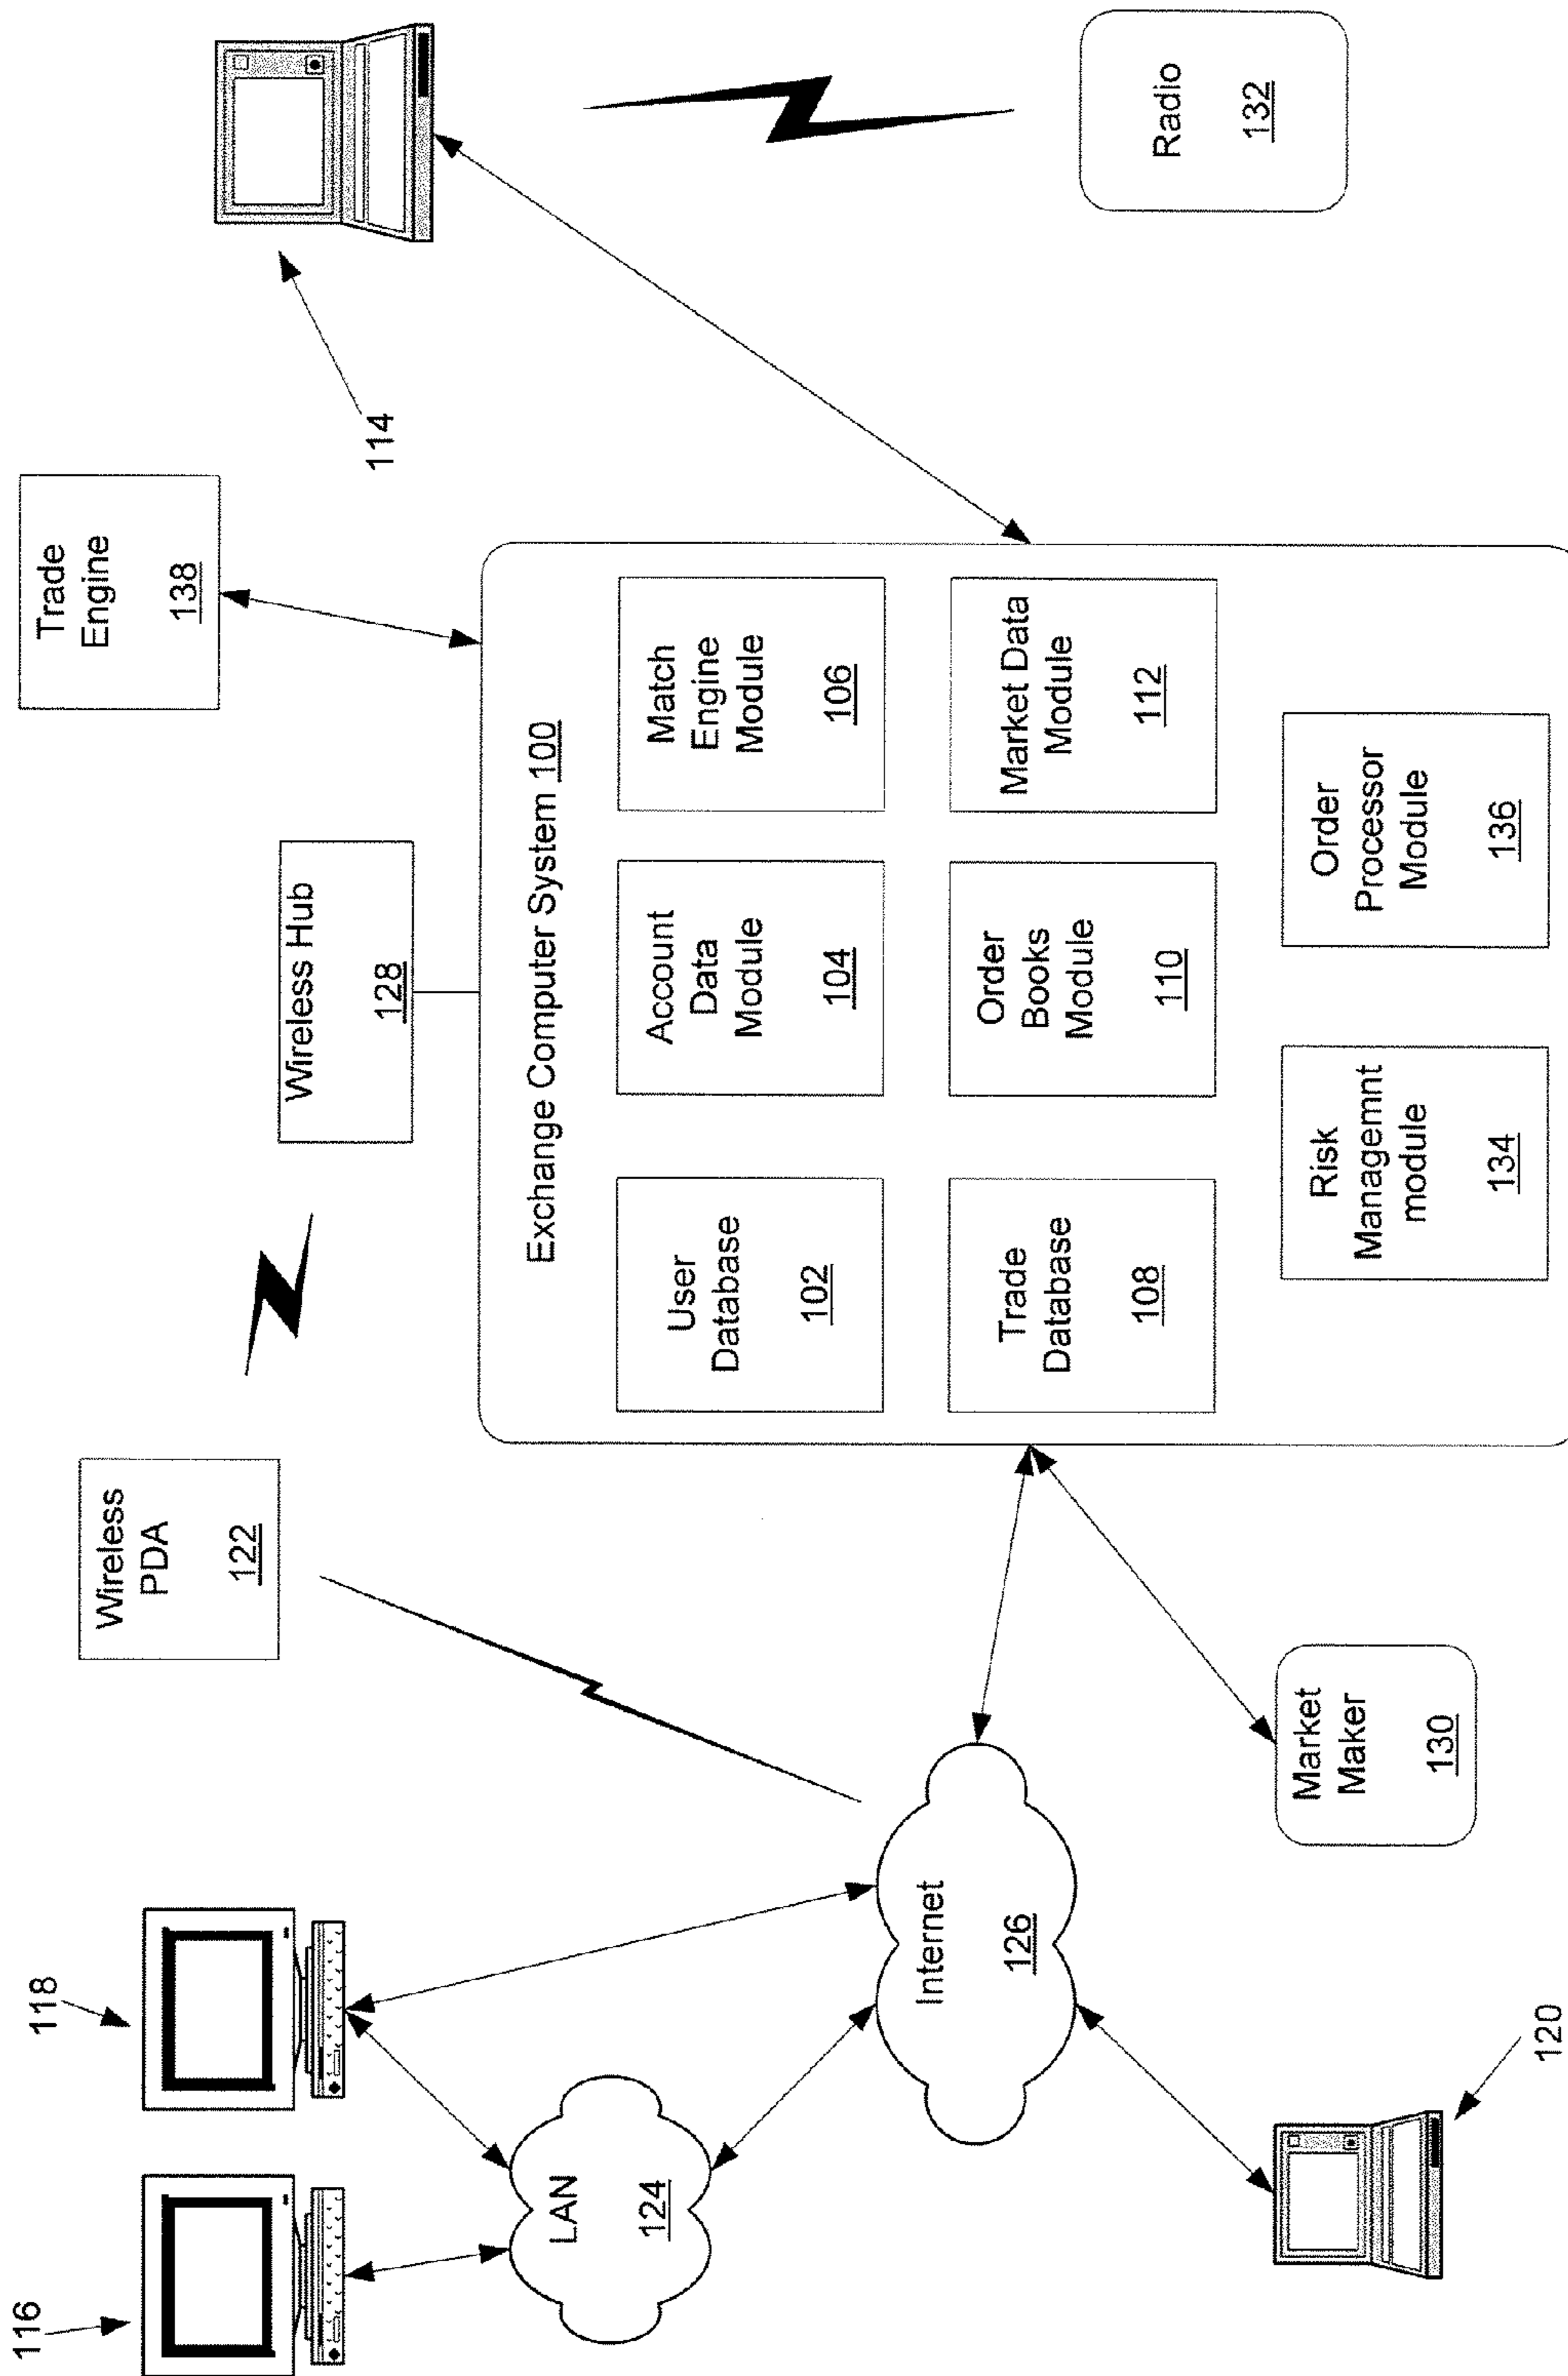 116
118
Wireless
PDA
122
Wireless Hub
128
Trade
Engine
138
114
LAN
124
Internet
126
120
Market
Maker
130
Exchange Computer System 100
User
Database
102
Account
Data
Module
104
Match
Engine
Module
106
Trade
Database
108
Order
Books
Module
110
Market Data
Module
112
Risk
Managemnt
module
134
Order
Processor
Module
136
Radio
132